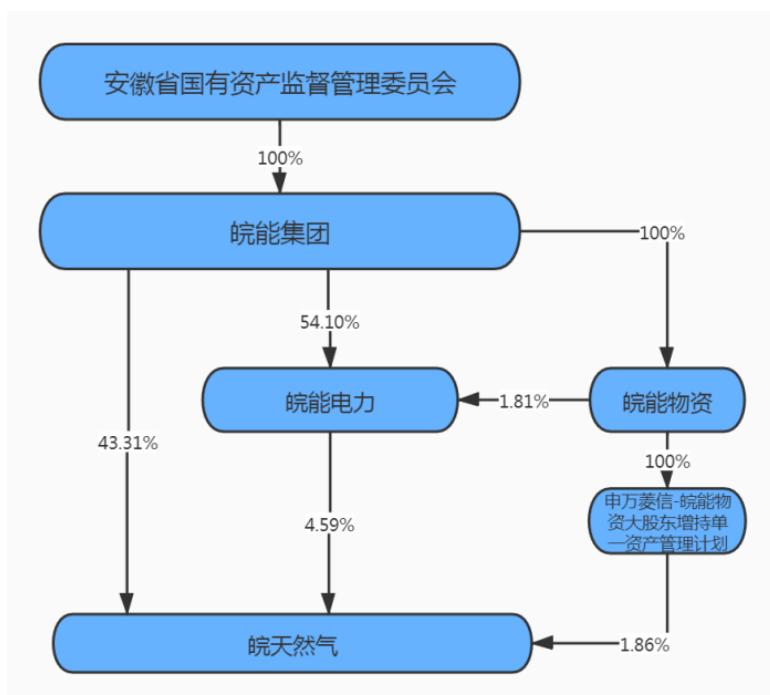 安徽省国有资产监督管理委员会
100%
皖能集团
100%
54.10%
皖能电力
1.81%
皖能物资
43.31%
100%
4.59%
申万菱信-皖能物
资大股东增持单
一资产管理计划
皖天然气
1.86%